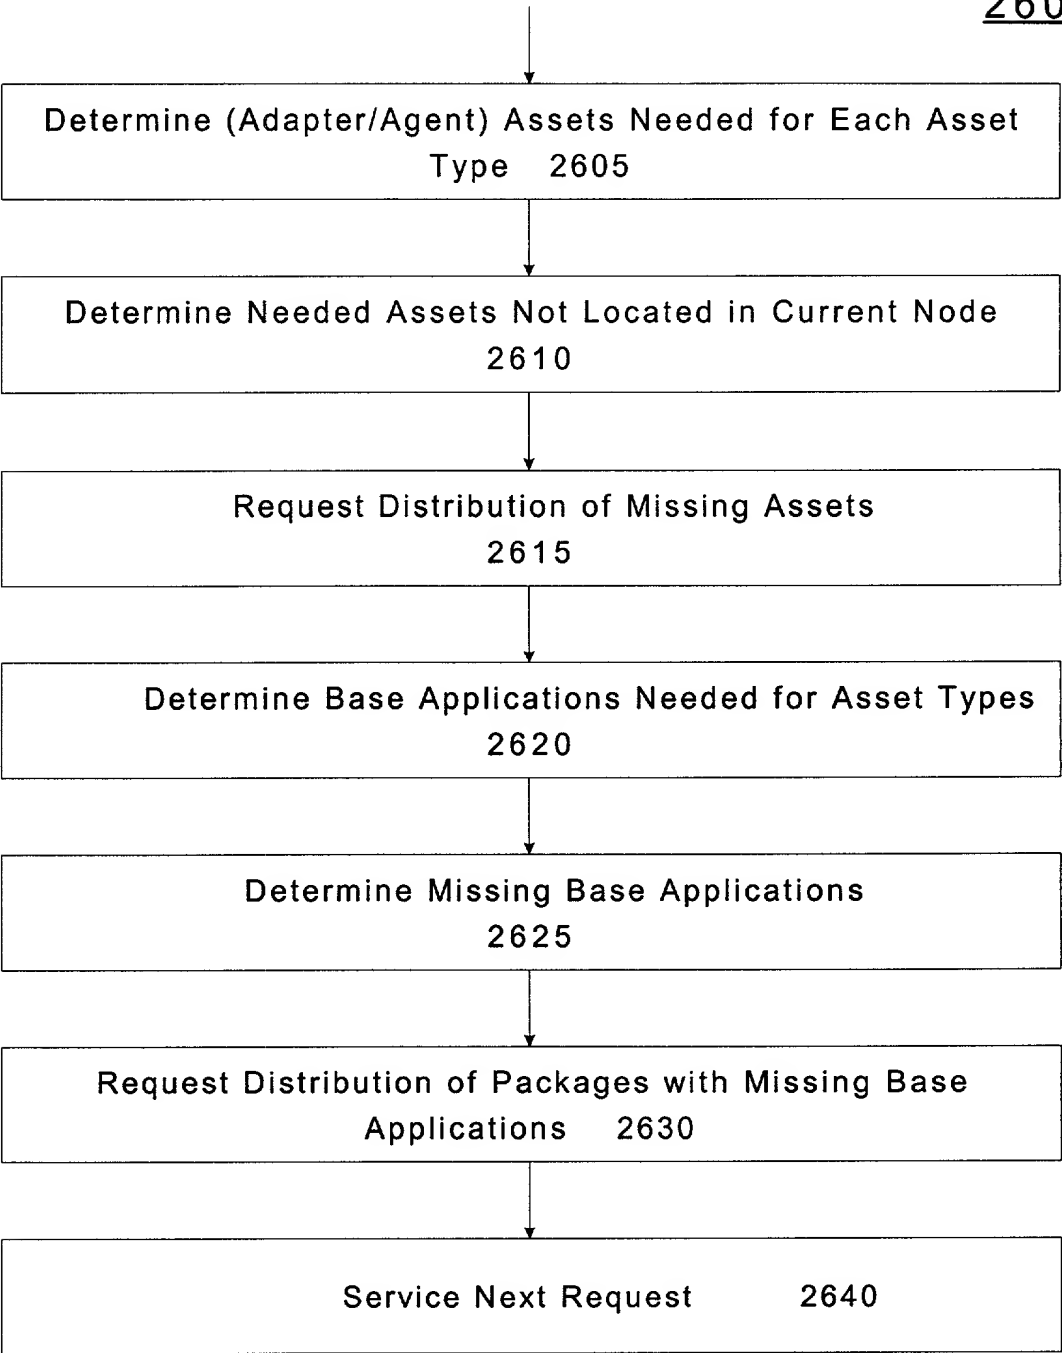 260
Determine (Adapter/Agent) Assets Needed for Each Asset
Type 2605
Determine Needed Assets Not Located in Current Node
2610
Request Distribution of Missing Assets
2615
Determine Base Applications Needed for Asset Types
2620
Determine Missing Base Applications
2625
Request Distribution of Packages with Missing Base
Applications 2630
Service Next Request 2640